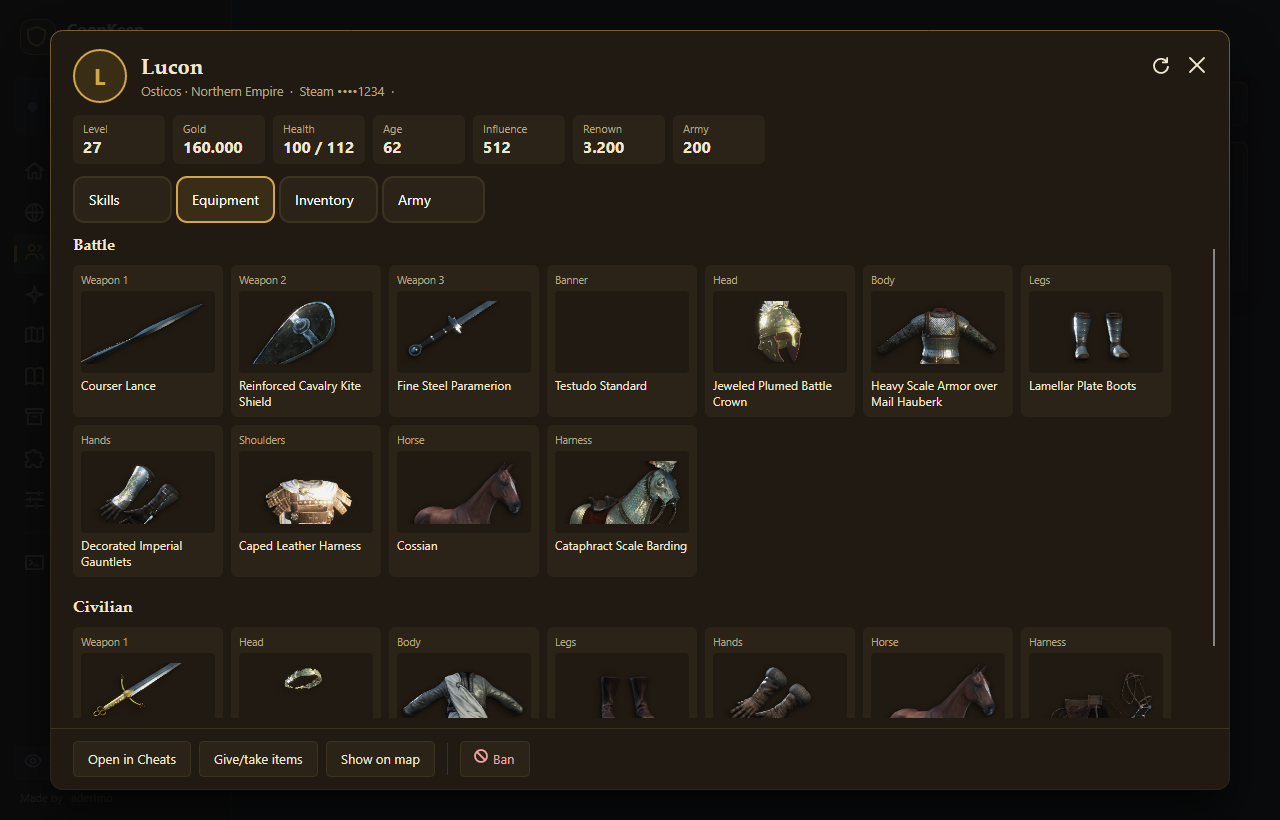 CoopKeep
L
Lucon
Osticos · Northern Empire · Steam ••••1234 ·
Level
27
Gold
160.000
Health
100 / 112
Age
62
Influence
512
Renown
3.200
Army
200
Skills
Equipment
Inventory
Army
Battle
Weapon 1
Courser Lance
Weapon 2
Reinforced Cavalry Kite
Shield
Weapon 3
Fine Steel Paramerion
Banner
Testudo Standard
Head
Jeweled Plumed Battle
Crown
Body
Heavy Scale Armor over
Mail Hauberk
Legs
Lamellar Plate Boots
Hands
Decorated Imperial
Gauntlets
Shoulders
Caped Leather Harness
Horse
Cossian
Harness
Cataphract Scale Barding
Civilian
Weapon 1
Head
Body
Legs
Hands
Horse
Harness
Open in Cheats
Give/take items
Show on map
Ban
Made by